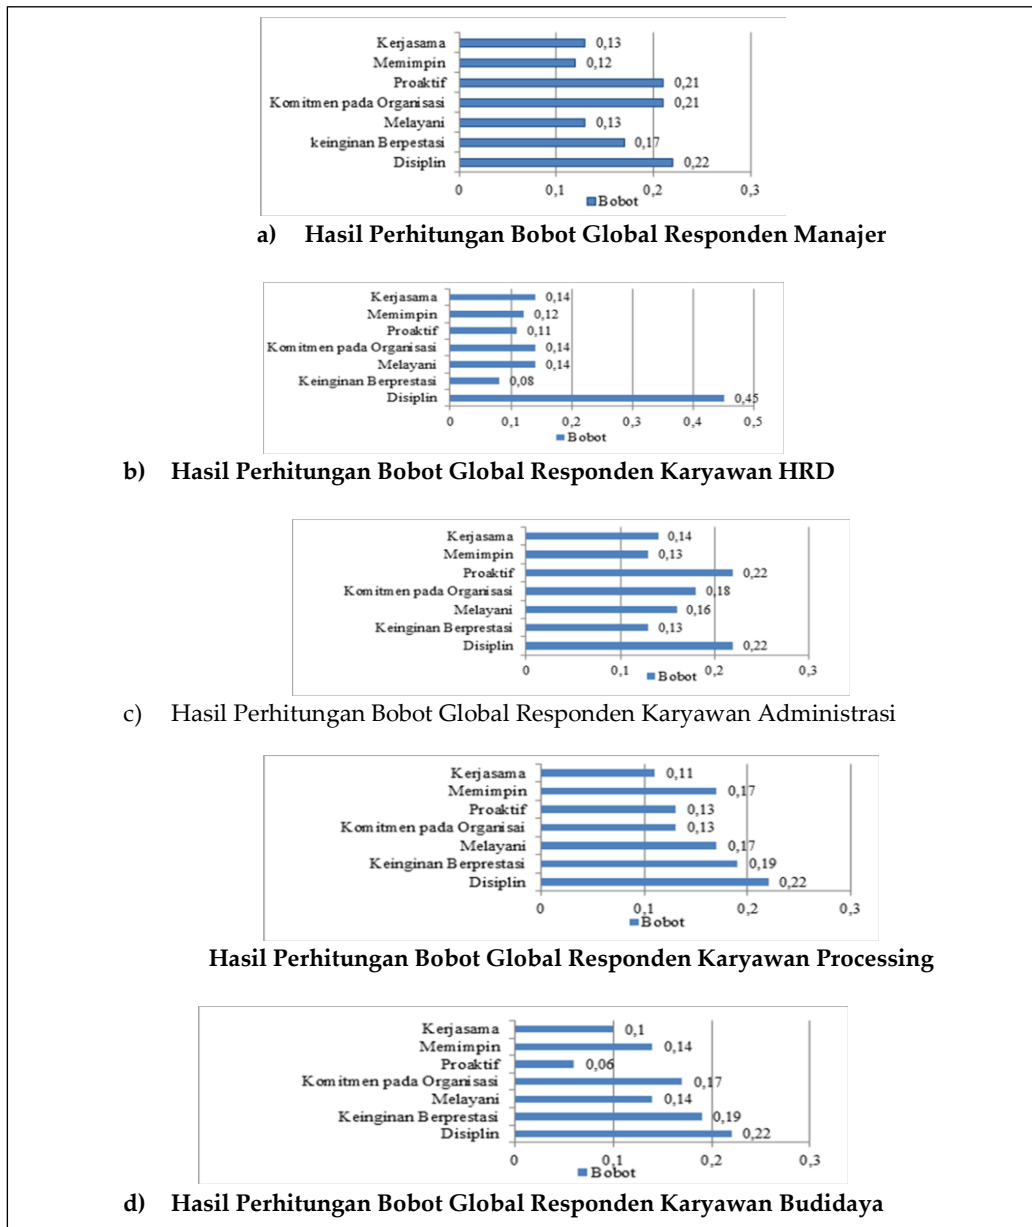 Kerjasama 0,13
Memimpin 0,12
Proaktif 0,21
Komitmen pada Organisasi 0,21
Melayani 0,13
keinginan Berpestasi 0,17
Disiplin 0,22
0 0,1 0,2 0,3
Bobot
a) Hasil Perhitungan Bobot Global Responden Manajer
Kerjasama 0,14
Memimpin 0,12
Proaktif 0,11
Komitmen pada Organisasi 0,14
Melayani 0,14
Keinginan Berprestasi 0,08
Disiplin 0,45
0 0,1 0,2 0,3 0,4 0,5
Bobot
b) Hasil Perhitungan Bobot Global Responden Karyawan HRD
Kerjasama 0,14
Memimpin 0,13
Proaktif 0,22
Komitmen pada Organisasi 0,18
Melayani 0,16
Keinginan Berprestasi 0,13
Disiplin 0,22
0 0,1 0,2 0,3
Bobot
c) Hasil Perhitungan Bobot Global Responden Karyawan Administrasi
Kerjasama 0,11
Memimpin 0,17
Proaktif 0,13
Komitmen pada Organisai 0,13
Melayani 0,17
Keinginan Berprestasi 0,19
Disiplin 0,22
0 0,1 0,2 0,3
Bobot
Hasil Perhitungan Bobot Global Responden Karyawan Processing
Kerjasama 0,1
Memimpin 0,14
Proaktif 0,06
Komitmen pada Organisasi 0,17
Melayani 0,14
Keinginan Berprestasi 0,19
Disiplin 0,22
0 0,1 0,2 0,3
Bobot
d) Hasil Perhitungan Bobot Global Responden Karyawan Budidaya